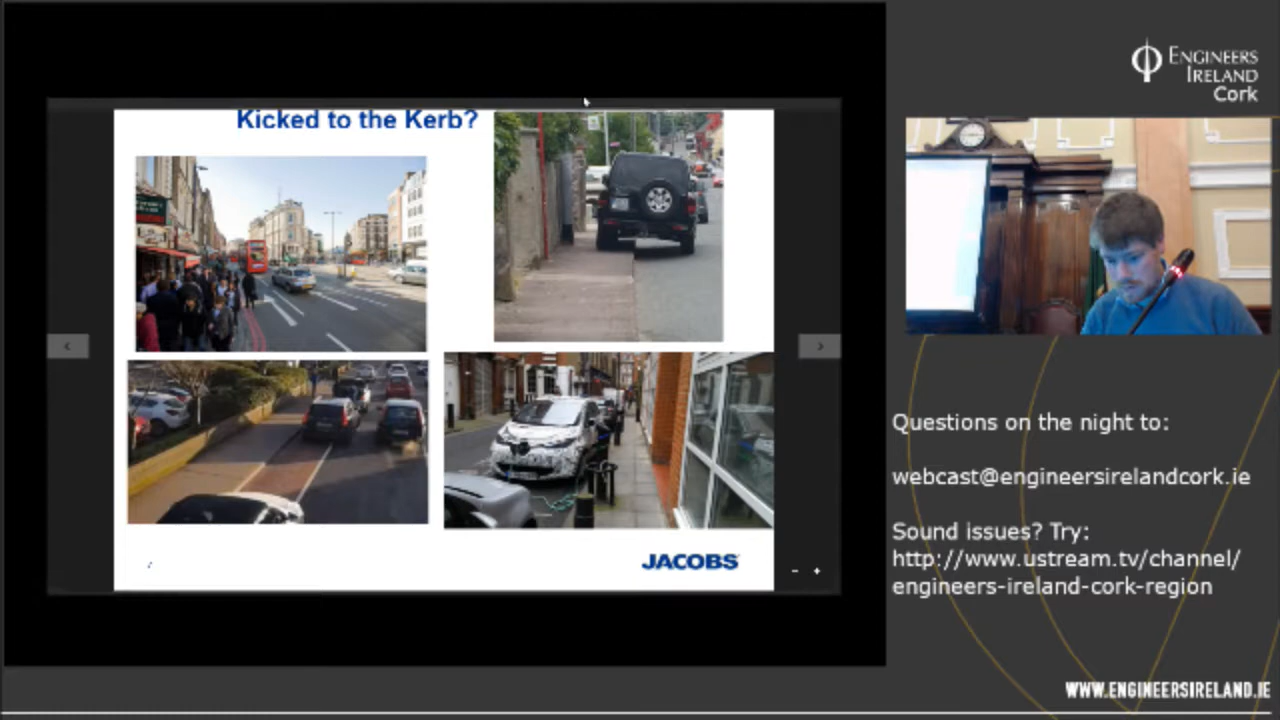 Kicked to the Kerb?
JACOBS
ENGINEERS
IRELAND
Cork
Questions on the night to:
webcast@engineersirelandcork.ie
Sound issues? Try:
http://www.ustream.tv/channel/
engineers-ireland-cork-region
WWW.ENGINEERSIRELAND.IE